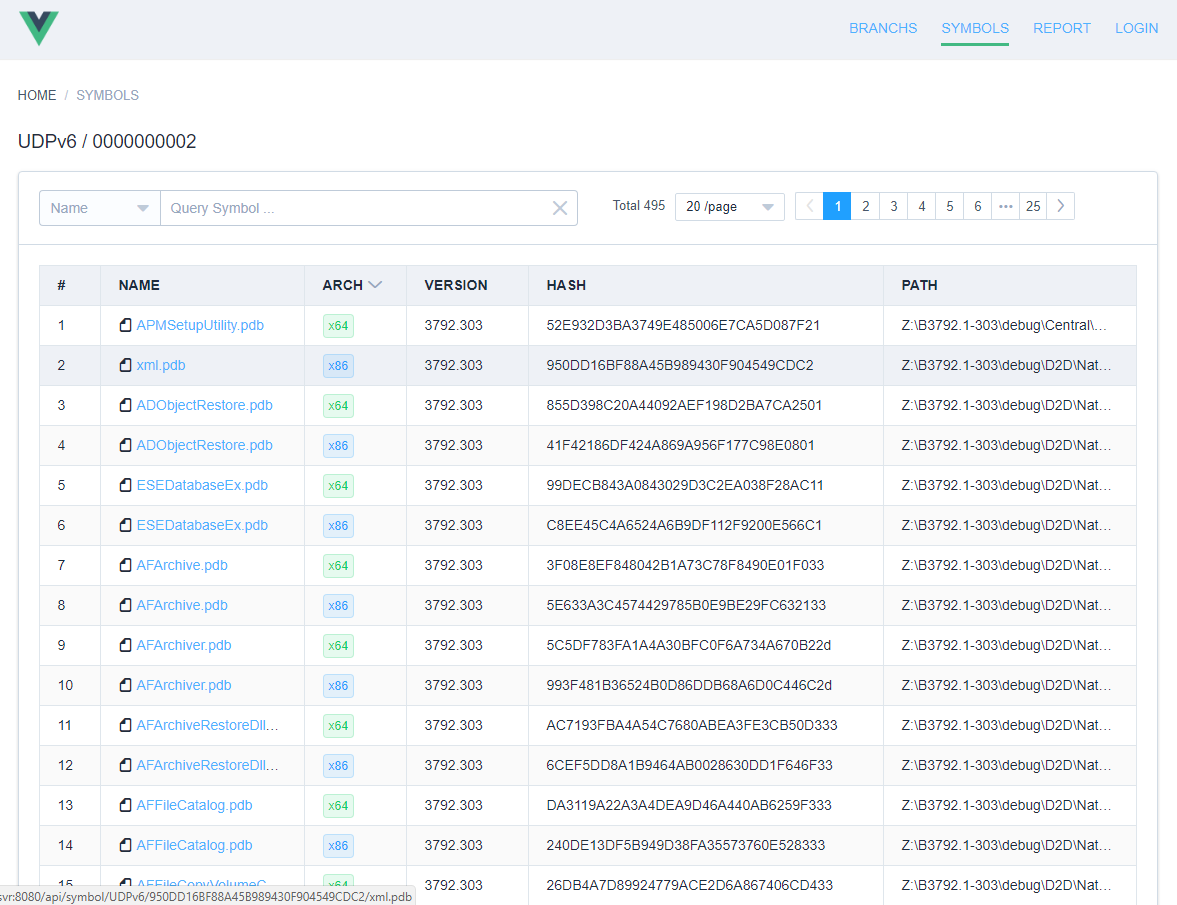 BRANCHS SYMBOLS REPORT LOGIN
HOME / SYMBOLS
UDPv6 / 0000000002
Name Query Symbol ... Total 495 20 /page 1 2 3 4 5 6 ••• 25
# NAME ARCH VERSION HASH PATH
1 APMSetupUtility.pdb x64 3792.303 52E932D3BA3749E485006E7CA5D087F21 Z:\B3792.1-303\debug\Central\...
2 xml.pdb x86 3792.303 950DD16BF88A45B989430F904549CDC2 Z:\B3792.1-303\debug\D2D\Nat...
3 ADObjectRestore.pdb x64 3792.303 855D398C20A44092AEF198D2BA7CA2501 Z:\B3792.1-303\debug\D2D\Nat...
4 ADObjectRestore.pdb x86 3792.303 41F42186DF424A869A956F177C98E0801 Z:\B3792.1-303\debug\D2D\Nat...
5 ESEDatabaseEx.pdb x64 3792.303 99DECB843A0843029D3C2EA038F28AC11 Z:\B3792.1-303\debug\D2D\Nat...
6 ESEDatabaseEx.pdb x86 3792.303 C8EE45C4A6524A6B9DF112F9200E566C1 Z:\B3792.1-303\debug\D2D\Nat...
7 AFArchive.pdb x64 3792.303 3F08E8EF848042B1A73C78F8490E01F033 Z:\B3792.1-303\debug\D2D\Nat...
8 AFArchive.pdb x86 3792.303 5E633A3C4574429785B0E9BE29FC632133 Z:\B3792.1-303\debug\D2D\Nat...
9 AFArchiver.pdb x64 3792.303 5C5DF783FA1A4A30BFC0F6A734A670B22d Z:\B3792.1-303\debug\D2D\Nat...
10 AFArchiver.pdb x86 3792.303 993F481B36524B0D86DDB68A6D0C446C2d Z:\B3792.1-303\debug\D2D\Nat...
11 AFArchiveRestoreDll... x64 3792.303 AC7193FBA4A54C7680ABEA3FE3CB50D333 Z:\B3792.1-303\debug\D2D\Nat...
12 AFArchiveRestoreDll... x86 3792.303 6CEF5DD8A1B9464AB0028630DD1F646F33 Z:\B3792.1-303\debug\D2D\Nat...
13 AFFileCatalog.pdb x64 3792.303 DA3119A22A3A4DEA9D46A440AB6259F333 Z:\B3792.1-303\debug\D2D\Nat...
14 AFFileCatalog.pdb x86 3792.303 240DE13DF5B949D38FA35573760E528333 Z:\B3792.1-303\debug\D2D\Nat...
15 AFFileCopyVolumeC... x64 3792.303 26DB4A7D89924779ACE2D6A867406CD433 Z:\B3792.1-303\debug\D2D\Nat...
svr:8080/api/symbol/UDPv6/950DD16BF88A45B989430F904549CDC2/xml.pdb